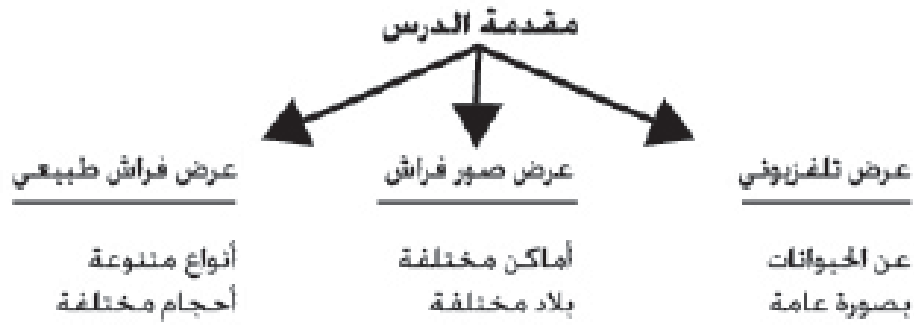 مقدمة الدرس
عرض تلفزيوني
عن الحيوانات
بصورة عامة
عرض صور فراش
أماكن مختلفة
بلاد مختلفة
عرض فراش طبيعي
أنواع متنوعة
أحجام مختلفة